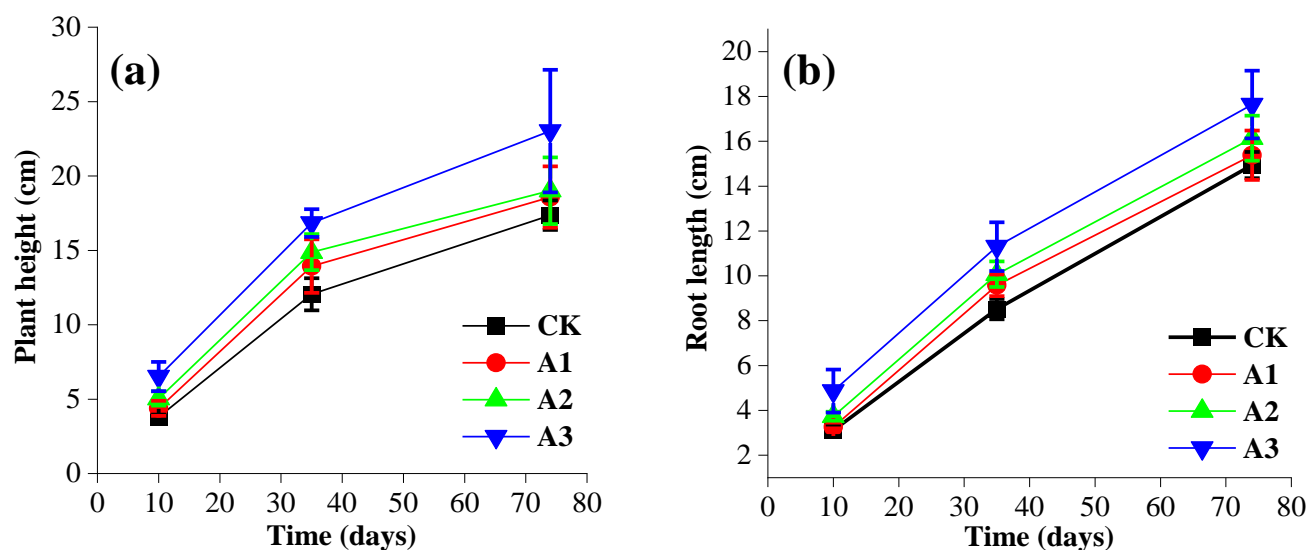 (a)
Plant height (cm)
30
25
20
15
10
5
0
0 10 20 30 40 50 60 70 80
Time (days)
CK
A1
A2
A3
(b)
Root length (cm)
20
18
16
14
12
10
8
6
4
2
0 10 20 30 40 50 60 70 80
Time (days)
CK
A1
A2
A3